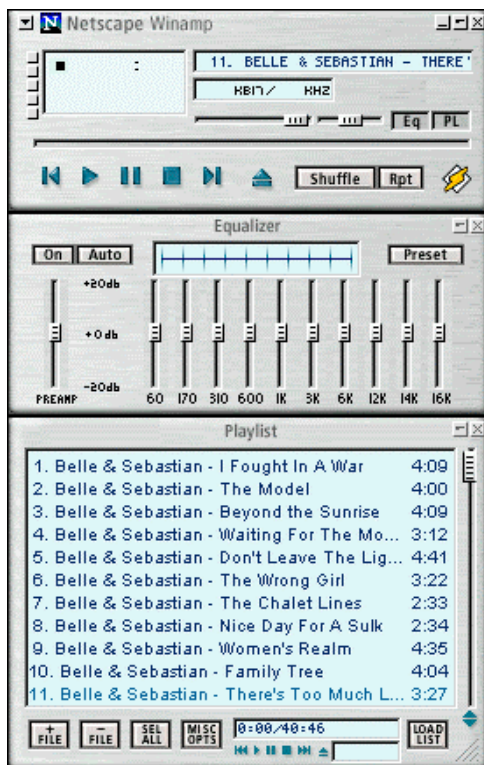 N Netscape Winamp
11. BELLE & SEBASTIAN - THERE'
KBIT/ KHZ
Eq PL
Shuffle Rpt
Equalizer
On Auto Preset
+20db
+0db
-20db
PREAMP 60 170 310 600 1K 3K 6K 12K 14K 16K
Playlist
1. Belle & Sebastian - I Fought In A War 4:09
2. Belle & Sebastian - The Model 4:00
3. Belle & Sebastian - Beyond the Sunrise 4:09
4. Belle & Sebastian - Waiting For The Mo... 3:12
5. Belle & Sebastian - Don't Leave The Lig... 4:41
6. Belle & Sebastian - The Wrong Girl 3:22
7. Belle & Sebastian - The Chalet Lines 2:33
8. Belle & Sebastian - Nice Day For A Sulk 2:34
9. Belle & Sebastian - Women's Realm 4:35
10. Belle & Sebastian - Family Tree 4:04
11. Belle & Sebastian - There's Too Much L... 3:27
+ FILE - FILE SEL ALL MISC OPTS 0:00/40:46 LOAD LIST